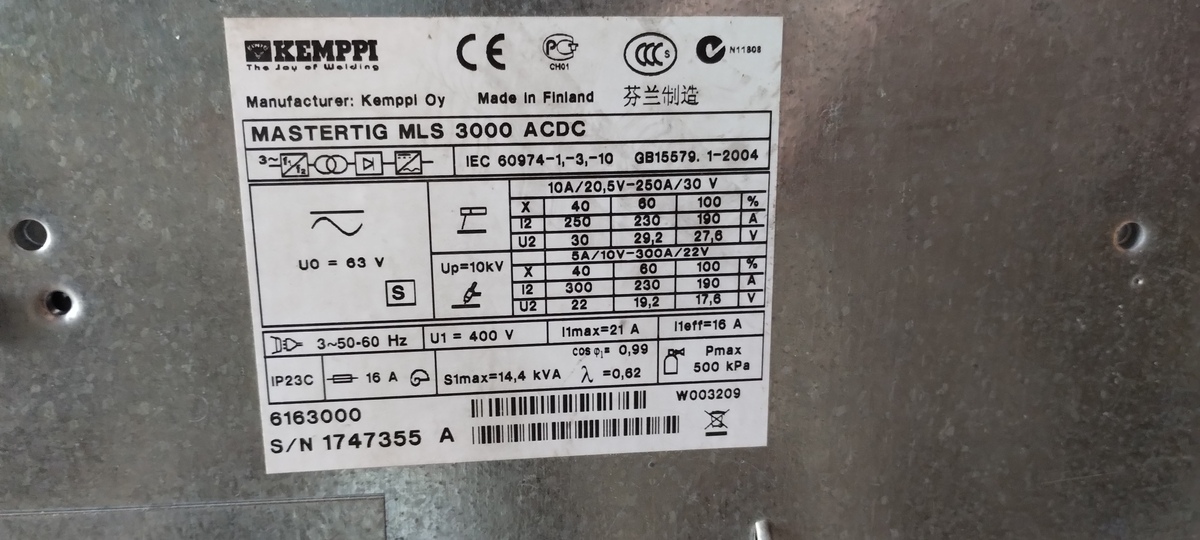 KEMPPI
The Joy of Welding
CE
PC
CH01
CCC S
N11808
Manufacturer: Kemppi Oy Made in Finland 芬兰制造
MASTERTIG MLS 3000 ACDC
3~ f1 f2 IEC 60974-1,-3,-10 GB15579. 1-2004
10A/20,5V-250A/30 V
X 40 60 100 %
I2 250 230 190 A
U2 30 29,2 27,6 V
U0 = 63 V
S
Up=10kV
5A/10V-300A/22V
X 40 60 100 %
I2 300 230 190 A
U2 22 19,2 17,6 V
3~50-60 Hz U1 = 400 V I1max=21 A I1eff=16 A
IP23C 16 A S1max=14,4 kVA cos φ1= 0,99 λ =0,62
Pmax
500 kPa
6163000
W003209
S/N 1747355 A